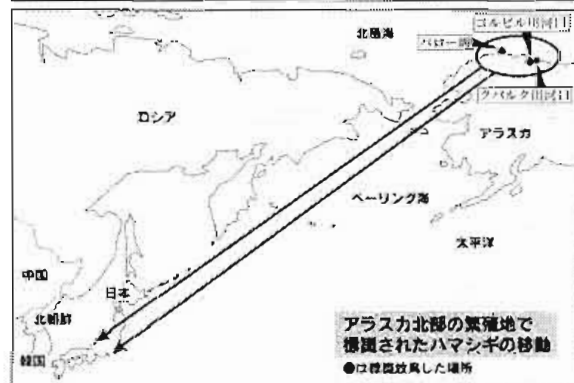 コルビル川河口
北極海
バロー
クパルク川河口
ロシア
アラスカ
ベーリング海
太平洋
中国
日本
北朝鮮
韓国
アラスカ北部の繁殖地で
標識されたハマシギの移動
●は標識放鳥した場所